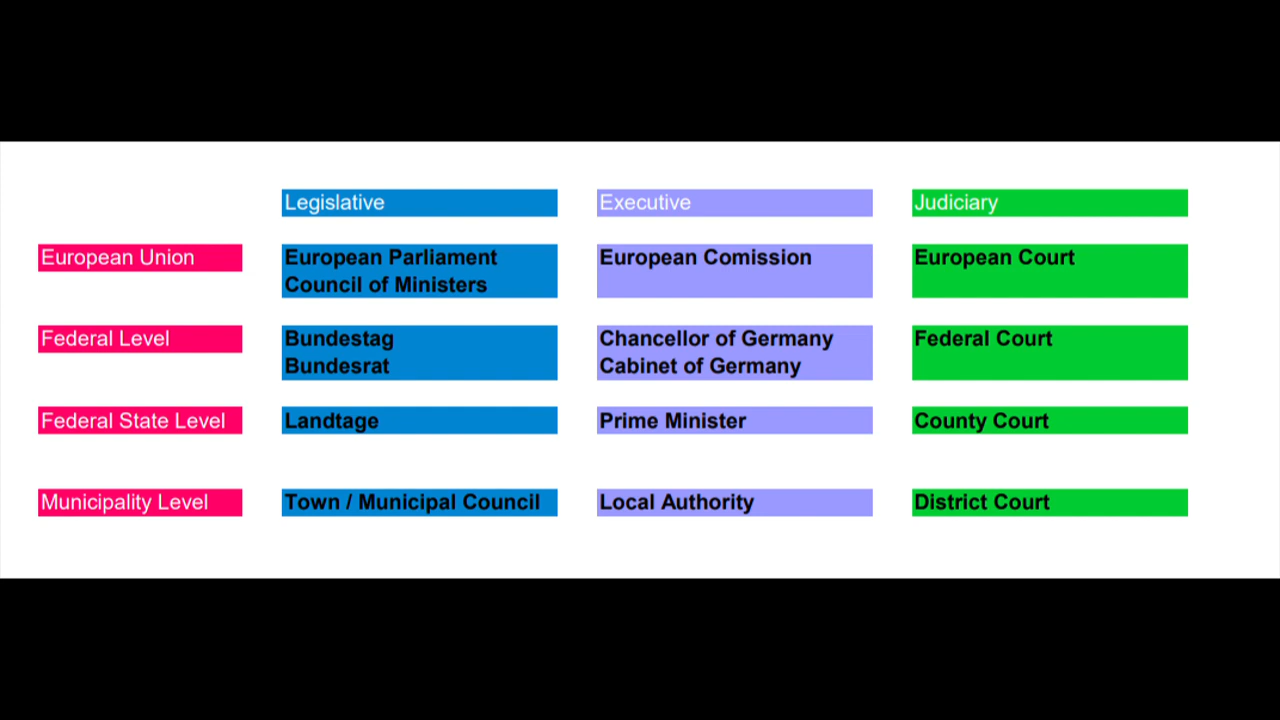 Legislative Executive Judiciary
European Union European Parliament European Comission European Court
Council of Ministers
Federal Level Bundestag Chancellor of Germany Federal Court
Bundesrat Cabinet of Germany
Federal State Level Landtage Prime Minister County Court
Municipality Level Town / Municipal Council Local Authority District Court